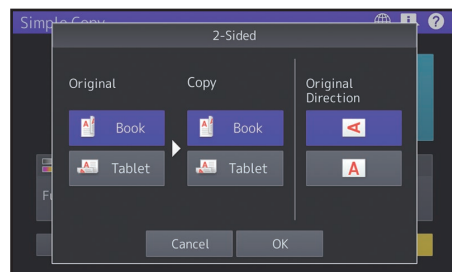 Simple Copy
2-Sided
Original
Copy
Original
Direction
Book
Book
A
Tablet
Tablet
A
Cancel
OK